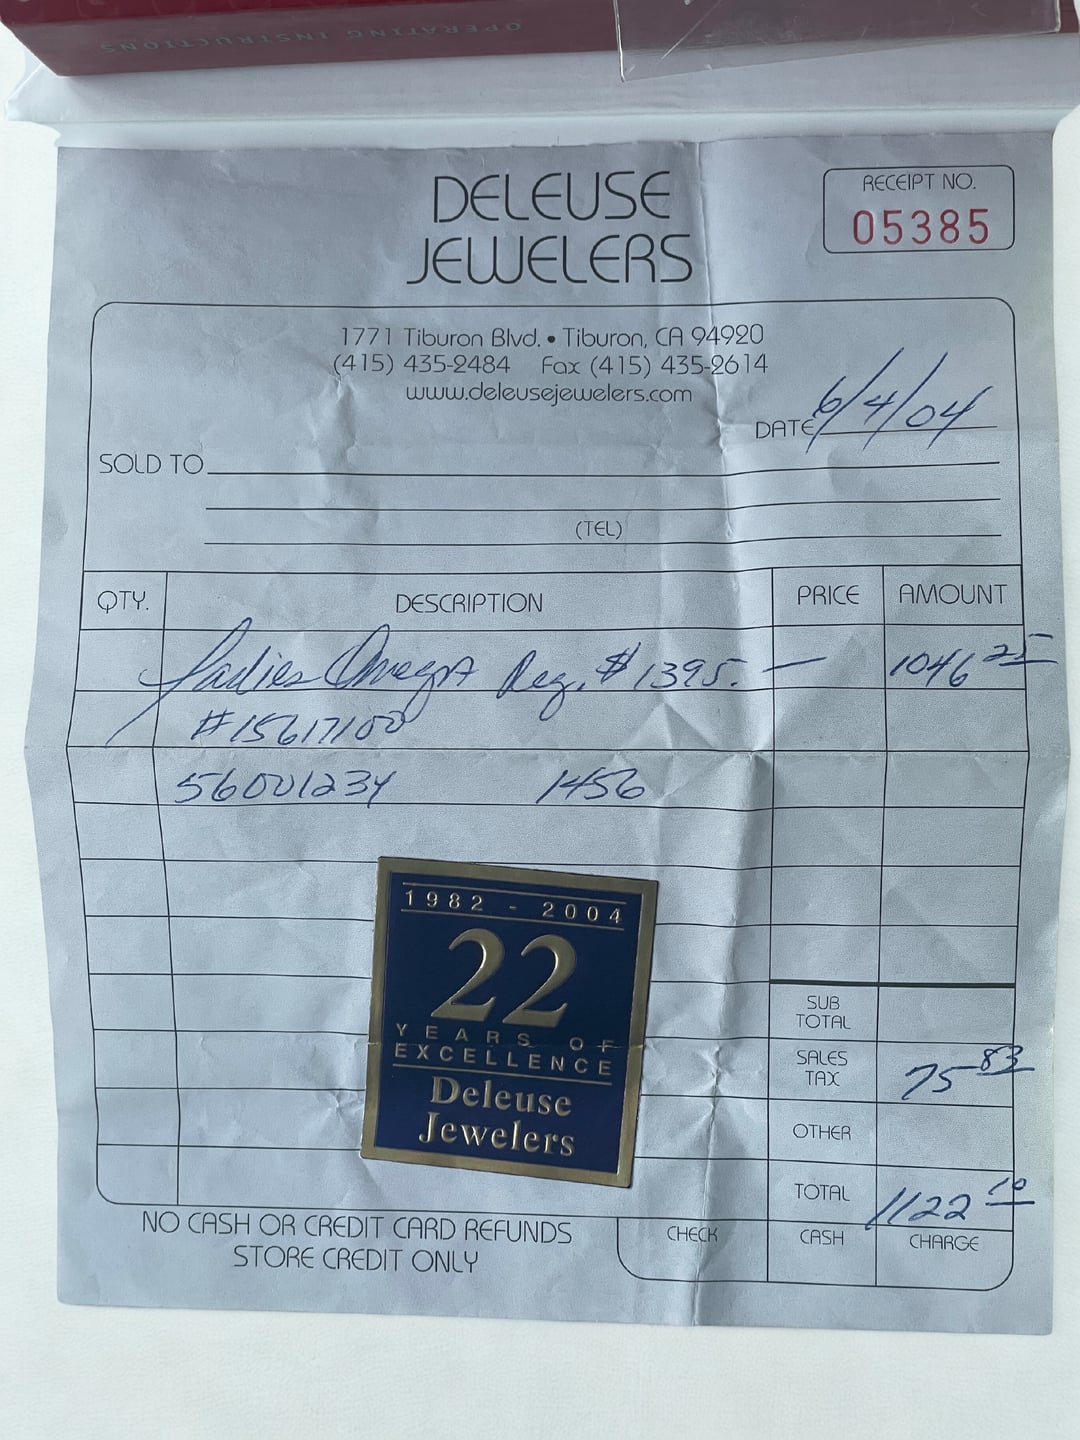 OPERATING INSTRUCTIONS
DELEUSE
JEWELERS
RECEIPT NO.
05385
1771 Tiburon Blvd. • Tiburon, CA 94920
(415) 435-2484 Fax (415) 435-2614
www.deleusejewelers.com
DATE 6/4/04
SOLD TO
(TEL)
QTY. DESCRIPTION PRICE AMOUNT
1 Ladies Omega Reg. $1395. — 1046 25
#15617100
56001234 1456
1982 - 2004
22
YEARS OF
EXCELLENCE
Deleuse
Jewelers
SUB
TOTAL
SALES
TAX 75 83
OTHER
TOTAL 1122 10
NO CASH OR CREDIT CARD REFUNDS
STORE CREDIT ONLY
CHECK CASH CHARGE